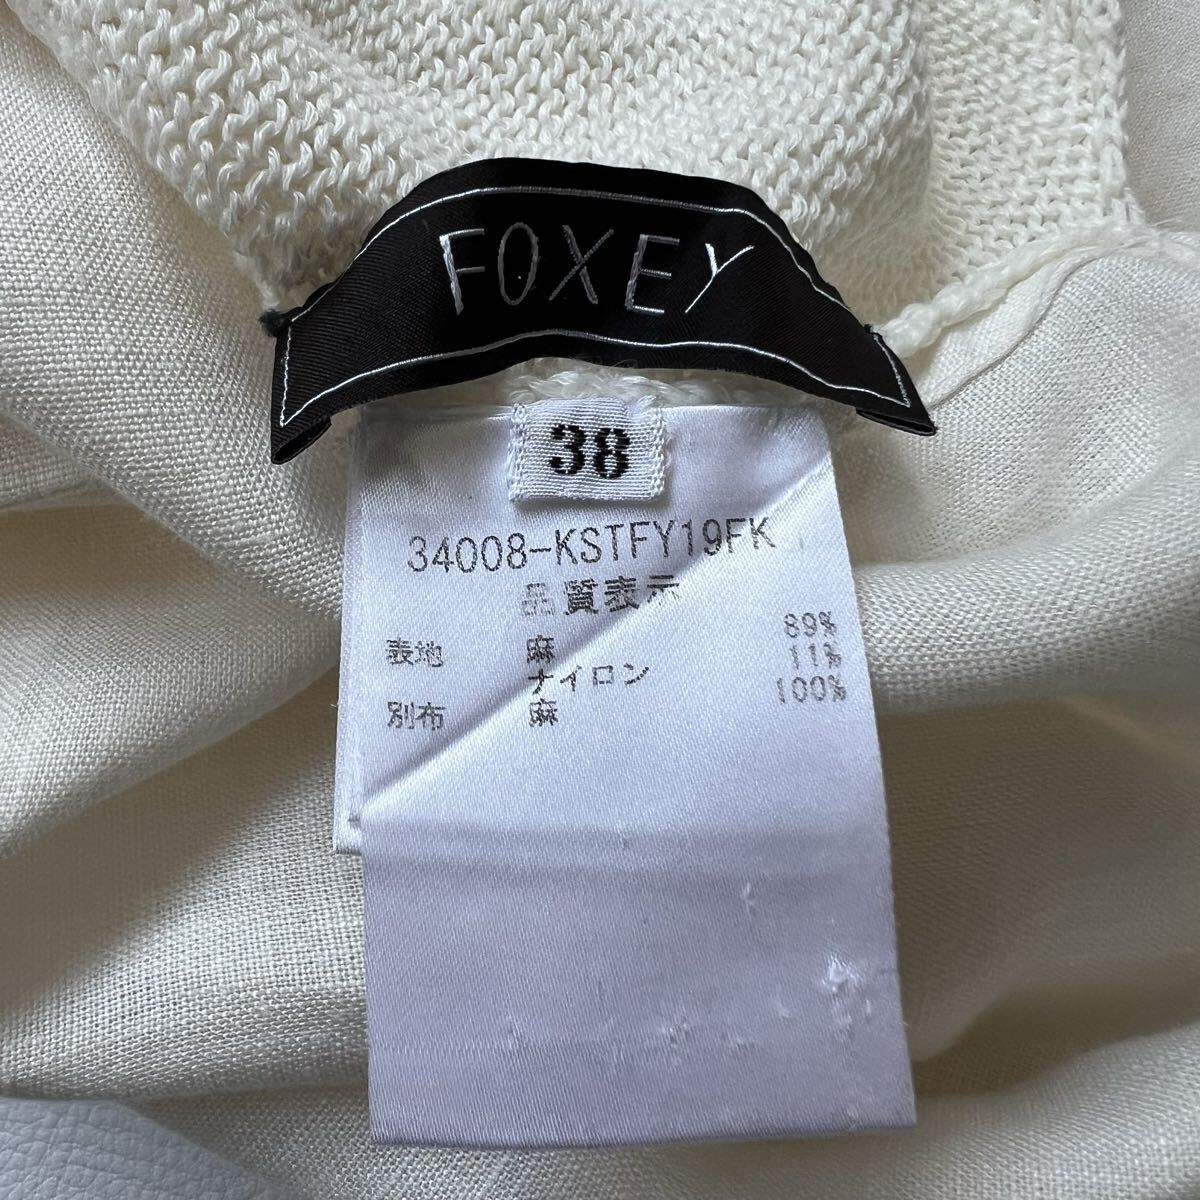 FOXEY
38
34008-KSTFY19FK
品質表示
表地 麻 89%
ナイロン 11%
別布 麻 100%